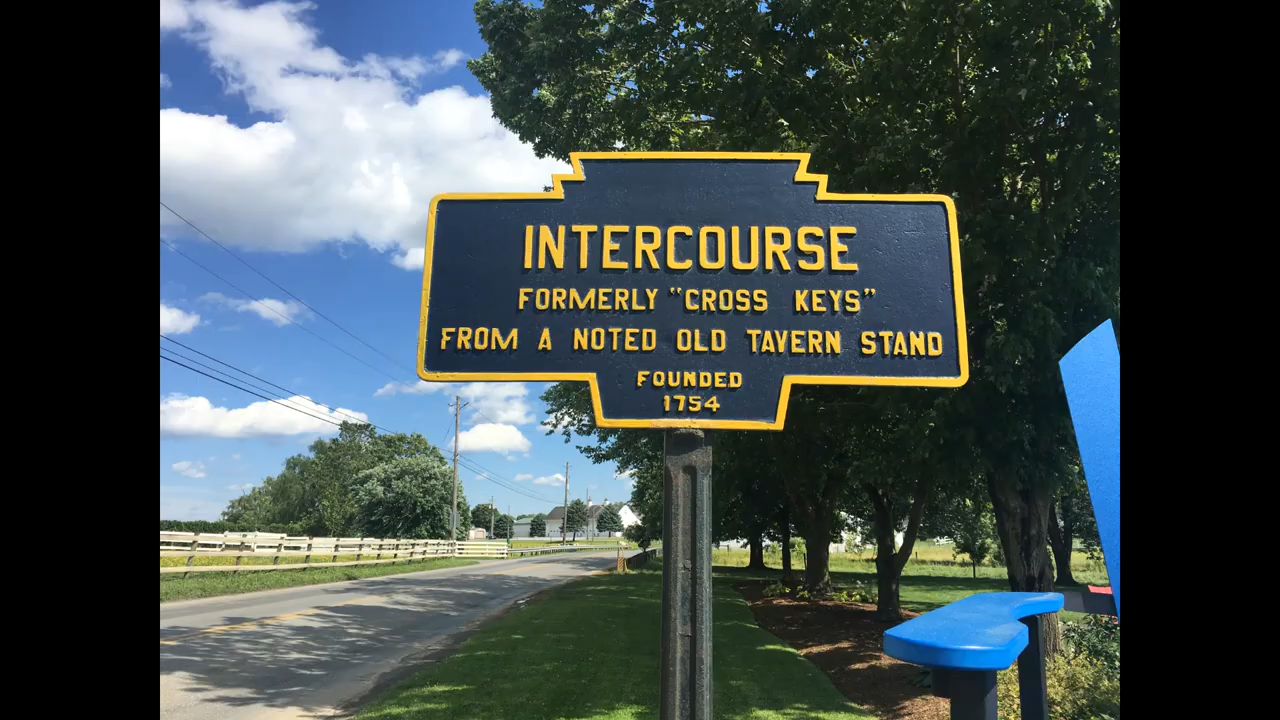 INTERCOURSE
FORMERLY "CROSS KEYS"
FROM A NOTED OLD TAVERN STAND
FOUNDED
1754